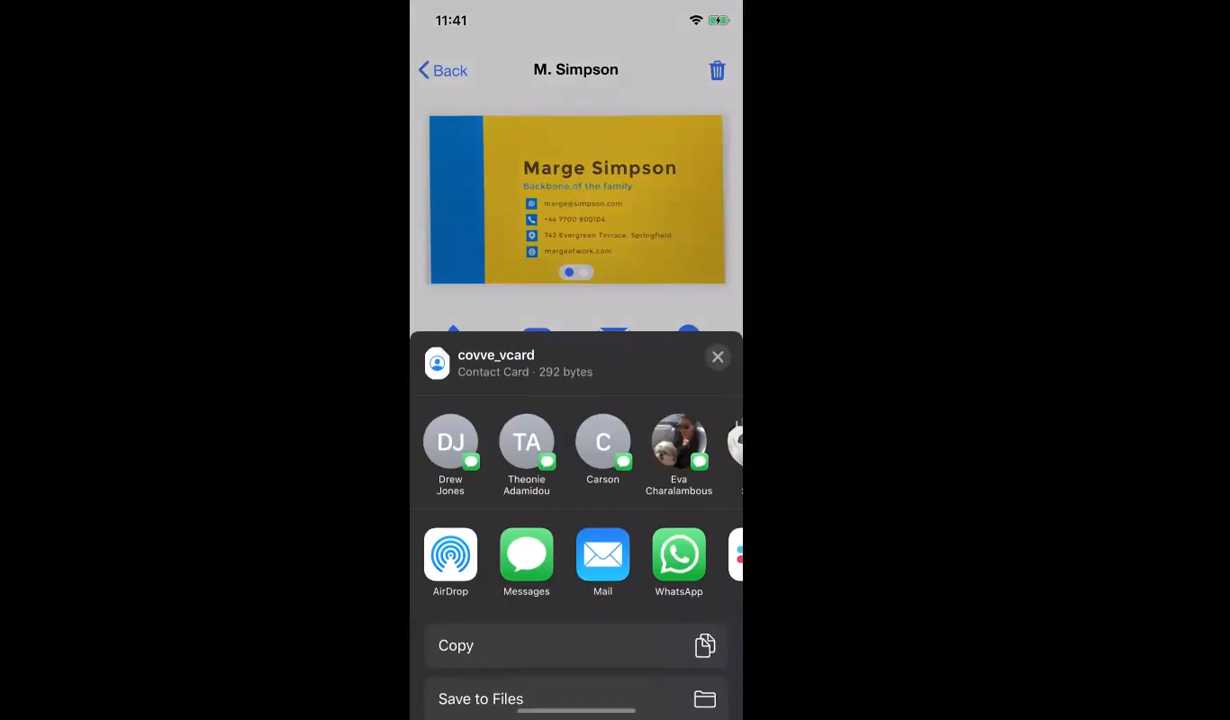 11:41
Back
M. Simpson
Marge Simpson
Backbone of the family
marge@simpson.com
+44 7700 900104
742 Evergreen Terrace, Springfield
margeatwork.com
covve_vcard
Contact Card · 292 bytes
DJ
TA
C
Drew
Jones
Theonie
Adamidou
Carson
Eva
Charalambous
AirDrop
Messages
Mail
WhatsApp
Copy
Save to Files